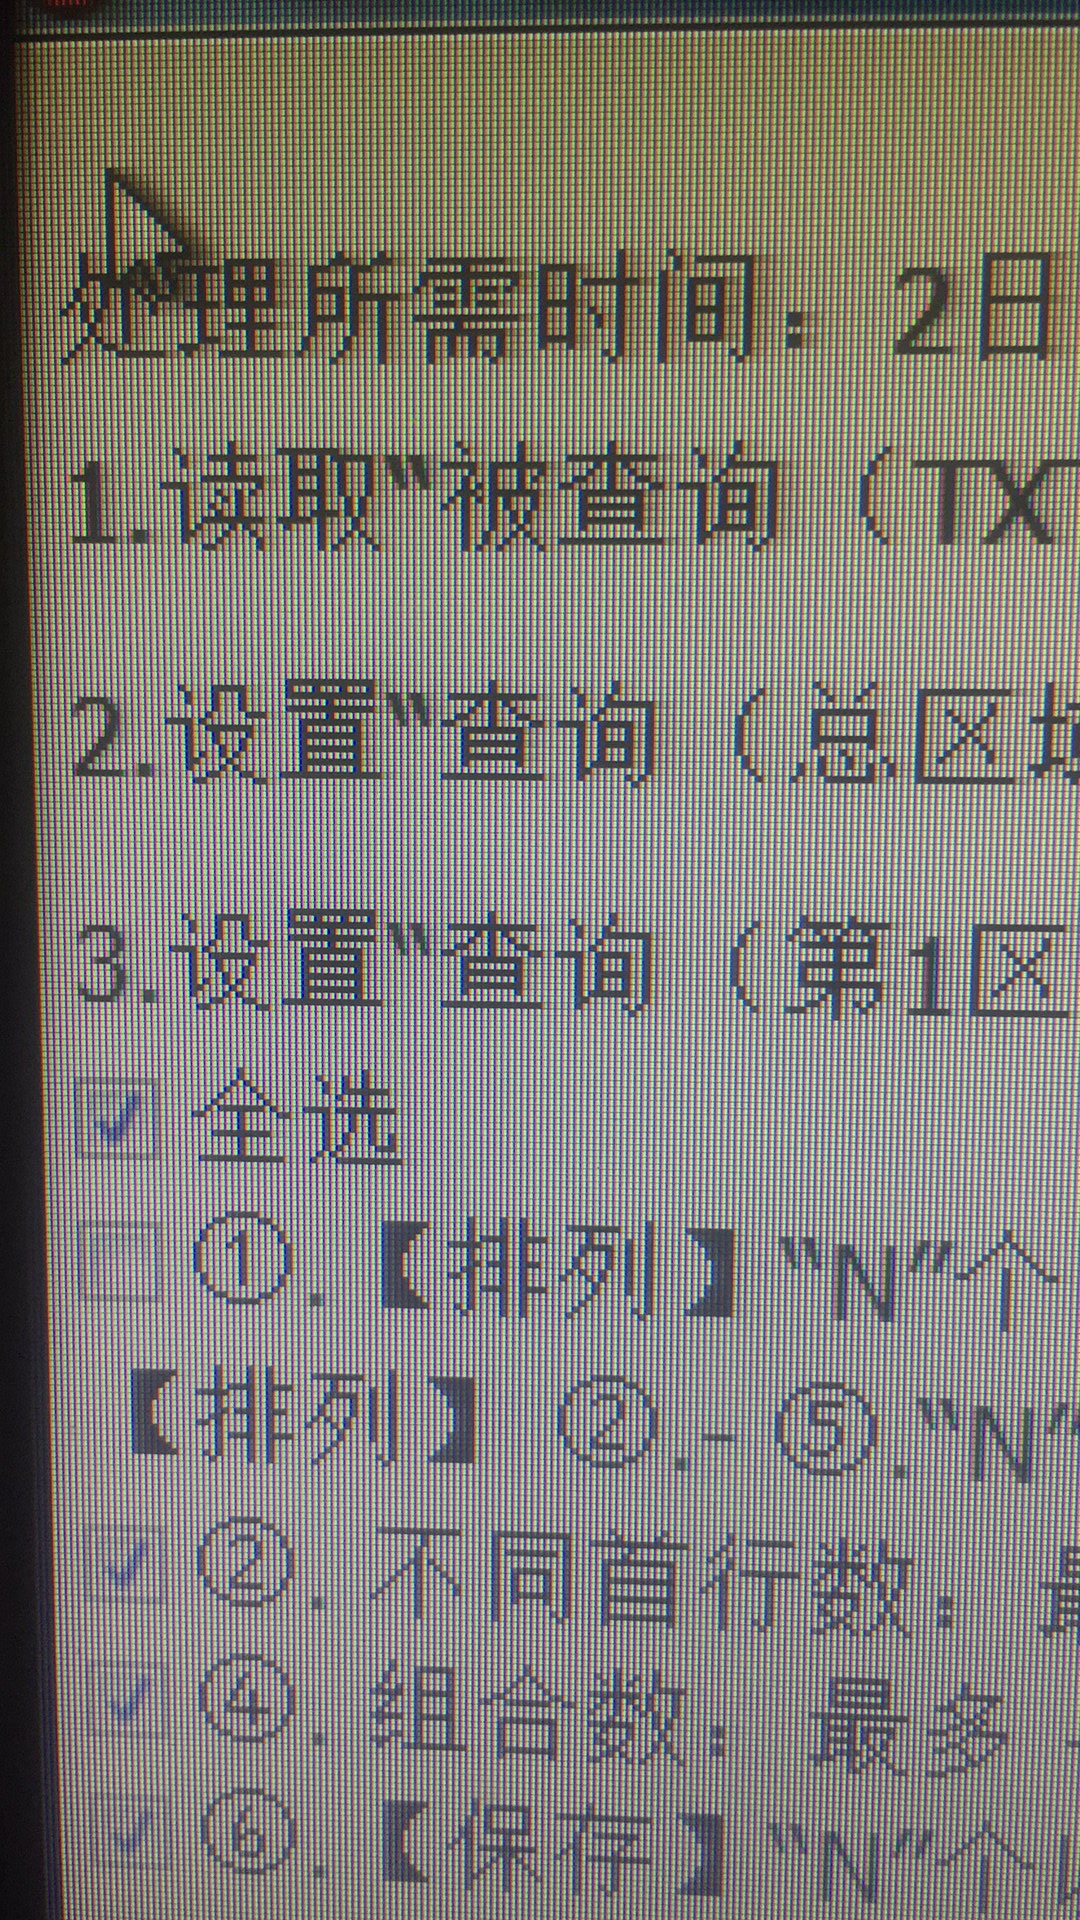 处理所需时间：2日
1.读取“被查询（TX
2.设置“查询（总区域
3.设置“查询（第1区
全选
①.【排列】“N”个
【排列】②.- ⑤.“N“
②. 不同首行数： 最
④. 组合数： 最多
⑥.【保存】“N”个